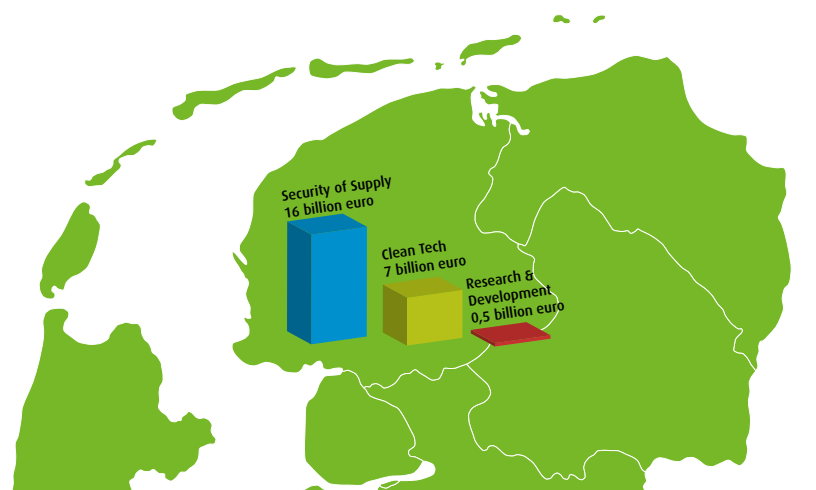 Security of Supply
16 billion euro
Clean Tech
7 billion euro
Research &
Development
0,5 billion euro